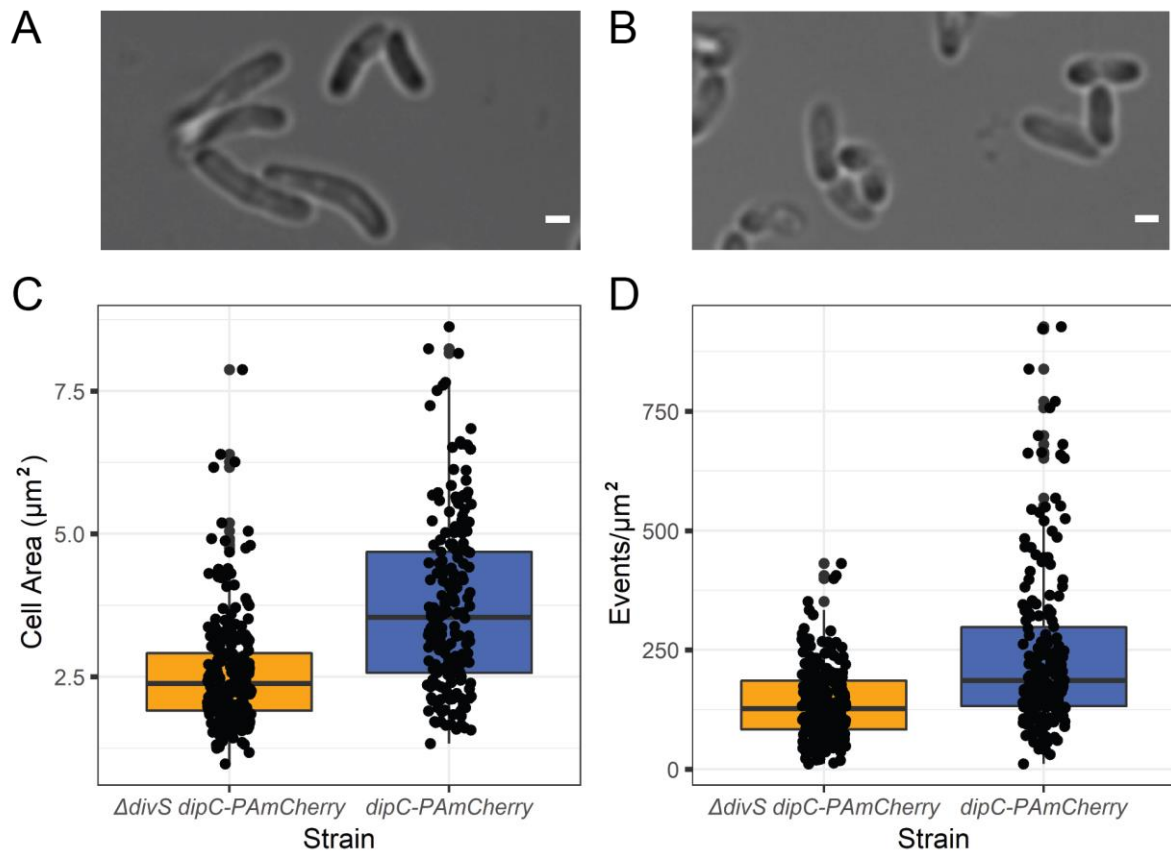 A
B
C
D
Cell Area (μm²)
7.5
5.0
2.5
ΔdivS dipC-PAmCherry
dipC-PAmCherry
Strain
Events/μm²
750
500
250
0
ΔdivS dipC-PAmCherry
dipC-PAmCherry
Strain